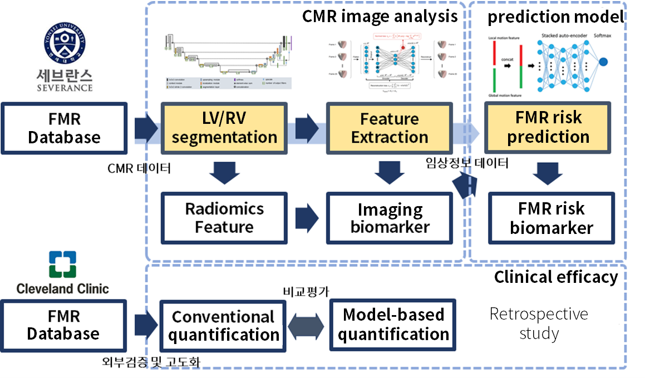 CMR image analysis
prediction model
Stacked auto-encoder
Softmax
Local motion feature
concat
Global motion feature
세브란스
SEVERANCE
FMR
Database
LV/RV
segmentation
Feature
Extraction
FMR risk
prediction
CMR 데이터
임상정보 데이터
Radiomics
Feature
Imaging
biomarker
FMR risk
biomarker
Cleveland Clinic
Clinical efficacy
FMR
Database
Conventional
quantification
비교평가
Model-based
quantification
Retrospective
study
외부검증 및 고도화